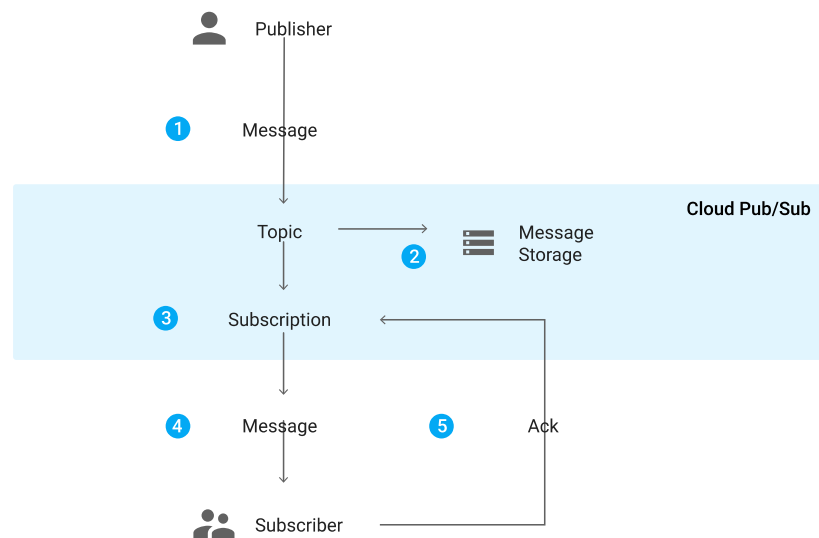 Publisher
1
Message
Cloud Pub/Sub
Topic
2
Message
Storage
3
Subscription
4
Message
5
Ack
Subscriber